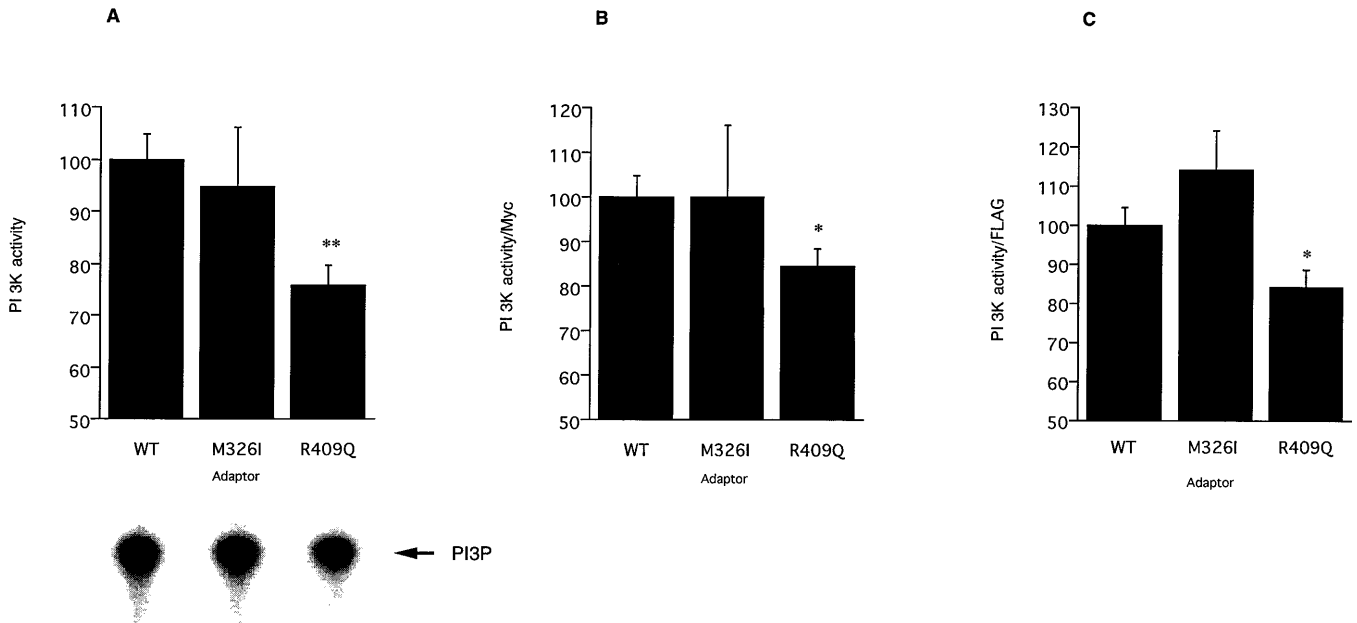 A
110
100
90
80
70
60
50
PI 3K activity
**
WT M326I R409Q
Adaptor
PI3P
B
120
110
100
90
80
70
60
50
PI 3K activity/Myc
*
WT M326I R409Q
Adaptor
C
130
120
110
100
90
80
70
60
50
PI 3K activity/FLAG
*
WT M326I R409Q
Adaptor